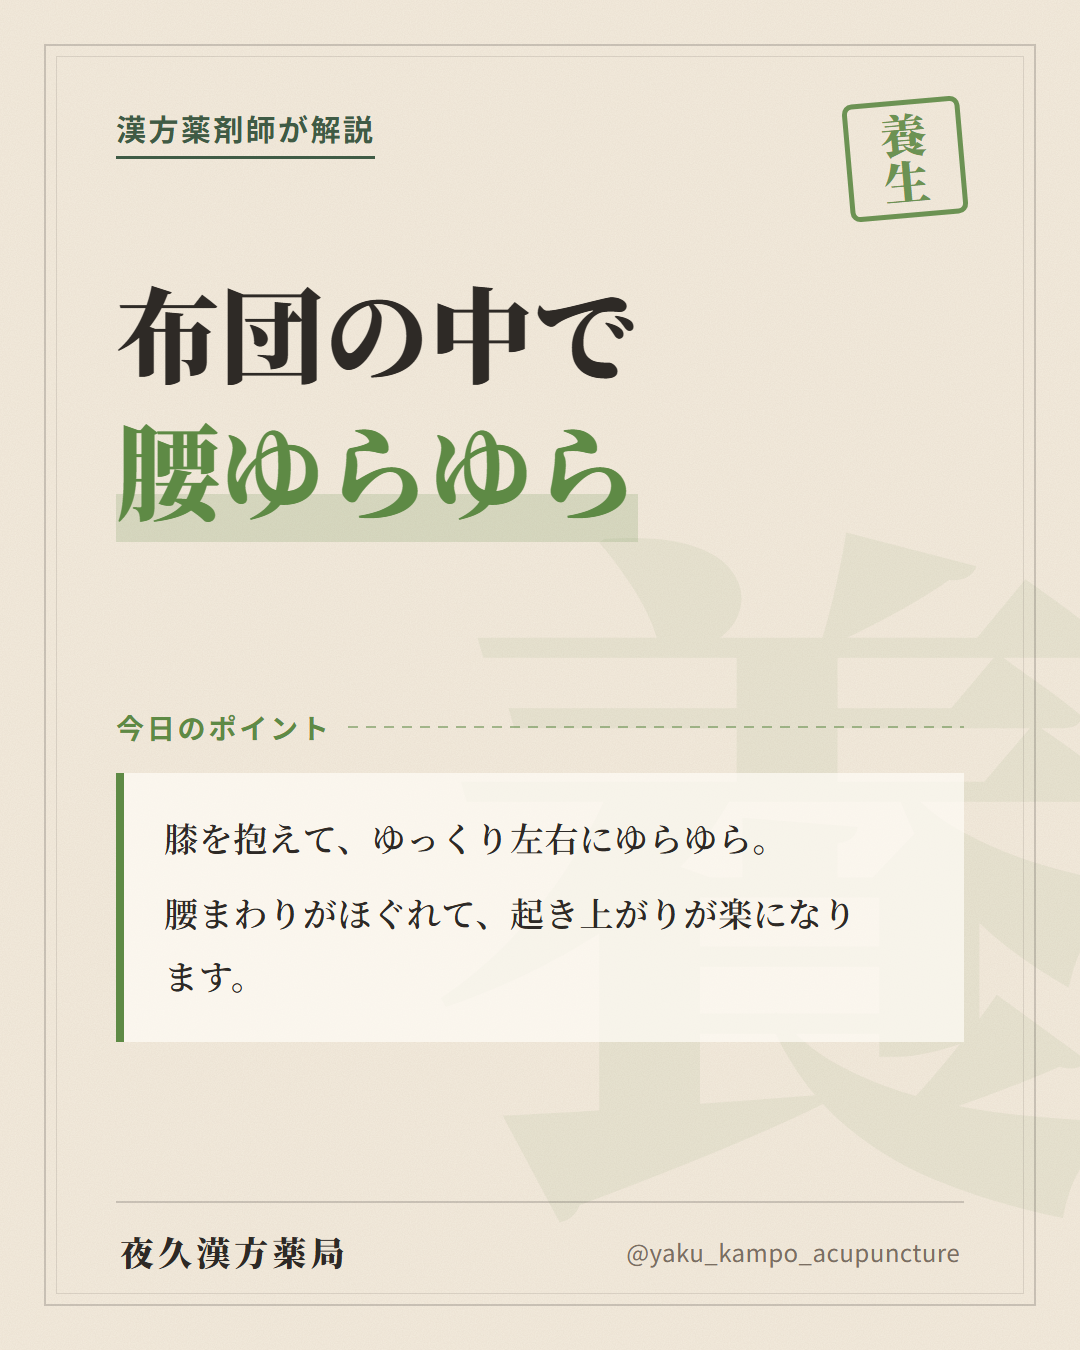 漢方薬剤師が解説
養
生
布団の中で
腰ゆらゆら
今日のポイント
膝を抱えて、ゆっくり左右にゆらゆら。
腰まわりがほぐれて、起き上がりが楽になり
ます。
養
夜久漢方薬局
@yaku_kampo_acupuncture